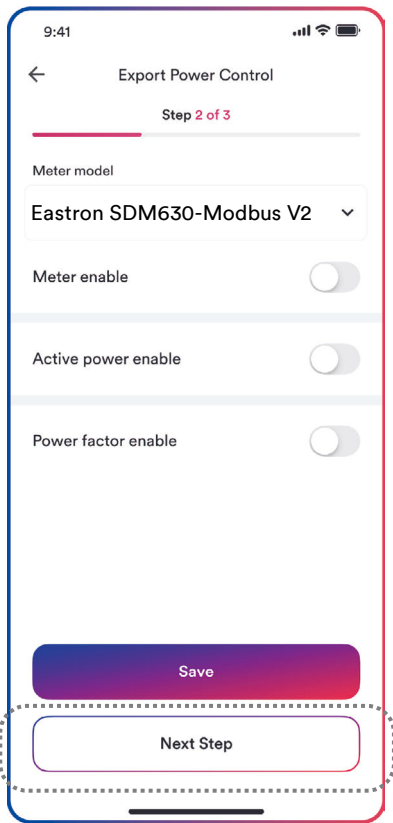 9:41
Export Power Control
Step 2 of 3
Meter model
Eastron SDM630-Modbus V2
Meter enable
Active power enable
Power factor enable
Save
Next Step